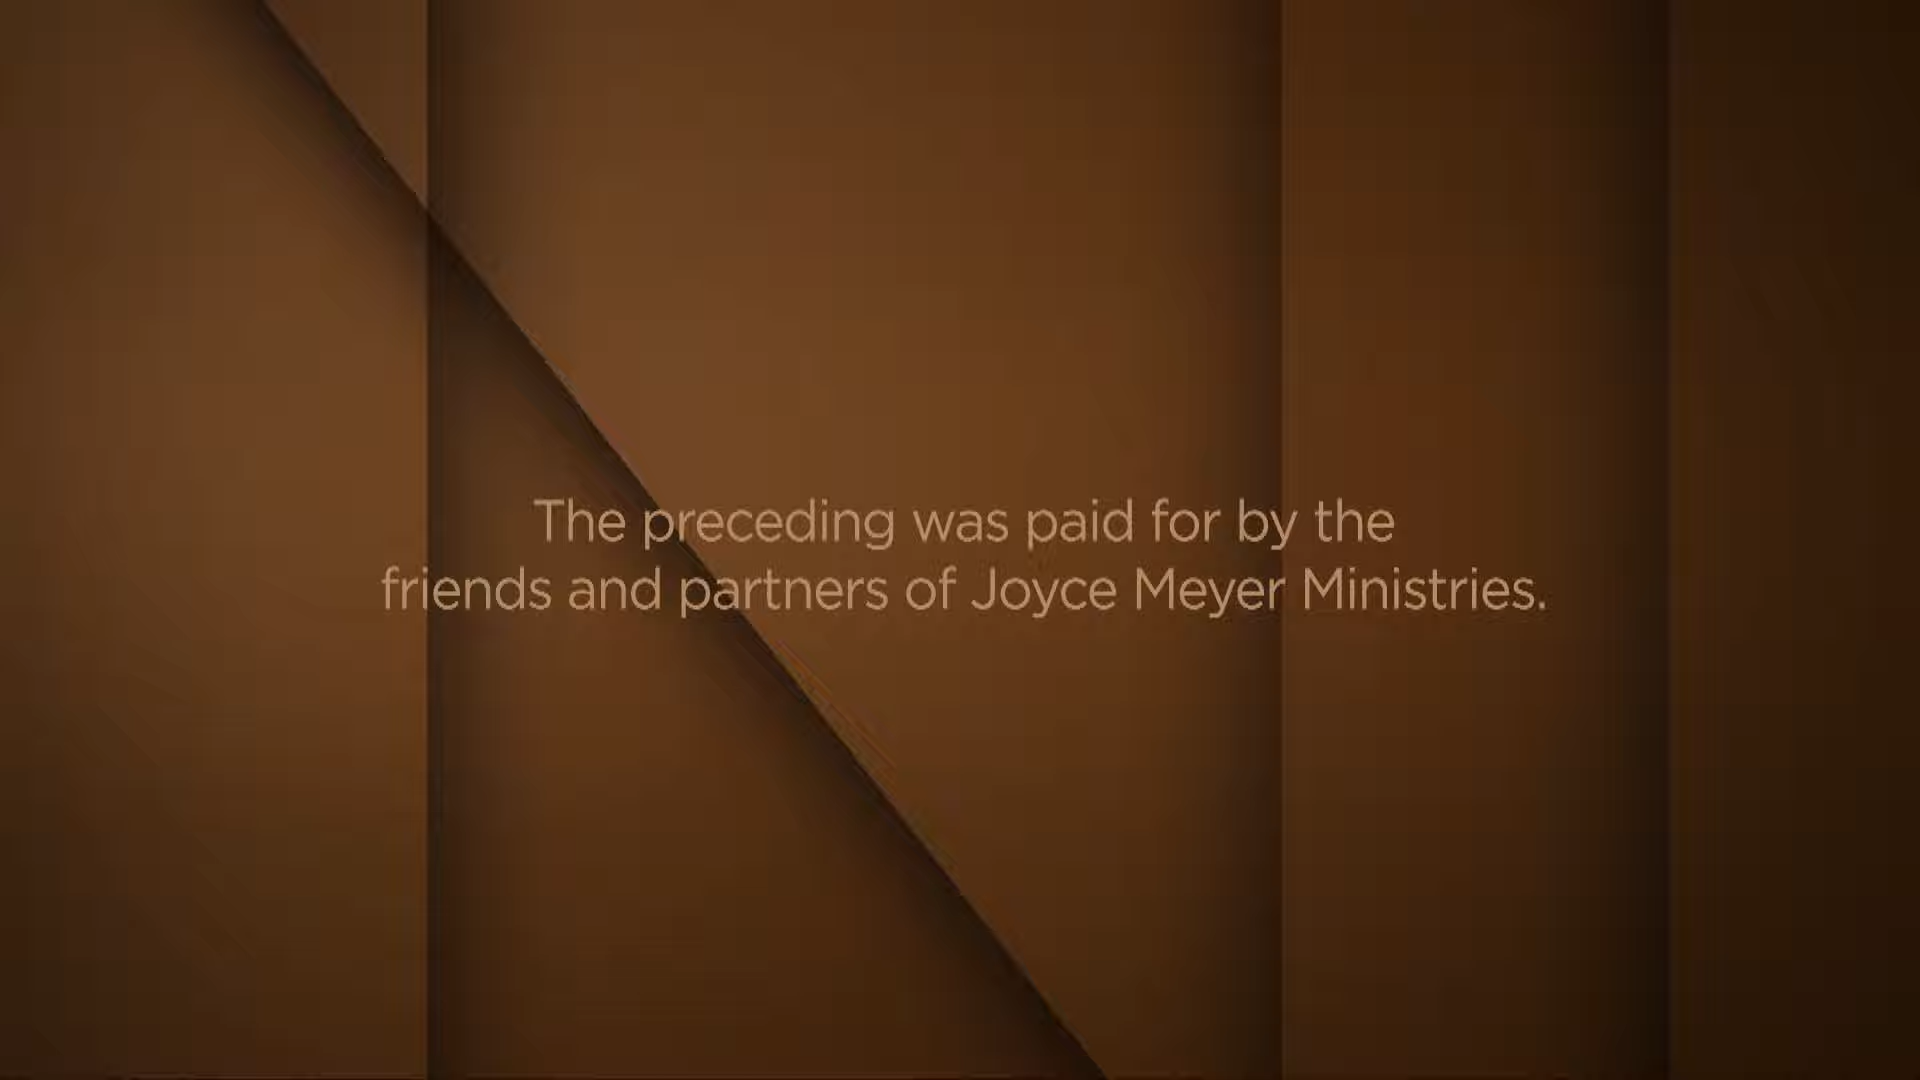 The preceding was paid for by the
friends and partners of Joyce Meyer Ministries.